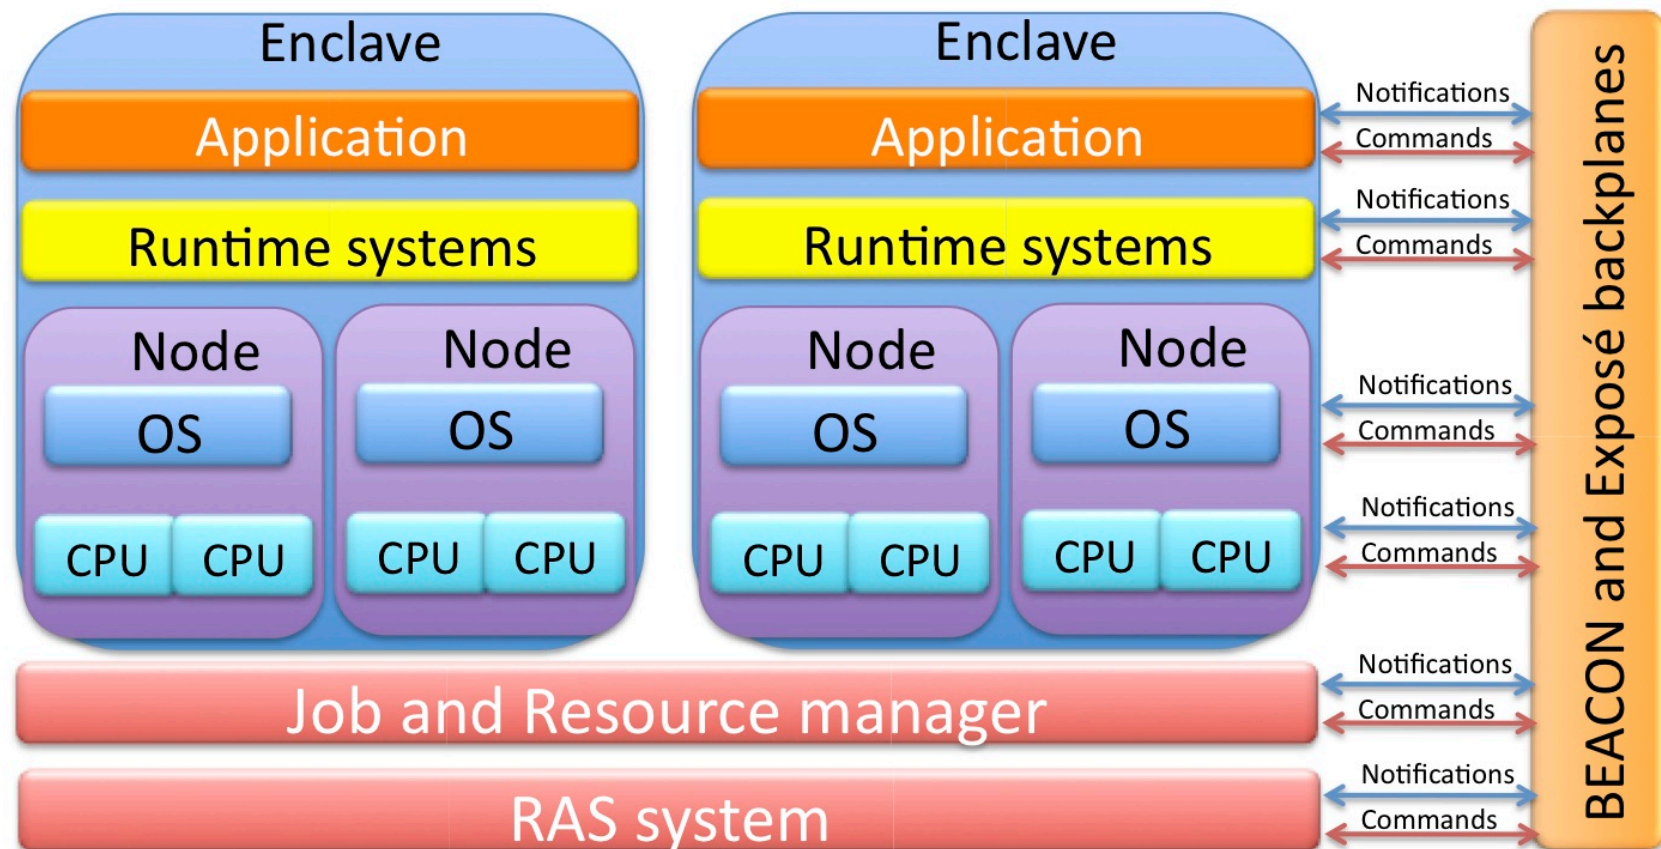 Enclave
Application
Runtime systems
Node
OS
CPU CPU
Node
OS
CPU CPU
Enclave
Application
Runtime systems
Node
OS
CPU CPU
Node
OS
CPU CPU
Job and Resource manager
RAS system
Notifications
Commands
Notifications
Commands
Notifications
Commands
Notifications
Commands
Notifications
Commands
Notifications
Commands
BEACON and Exposé backplanes